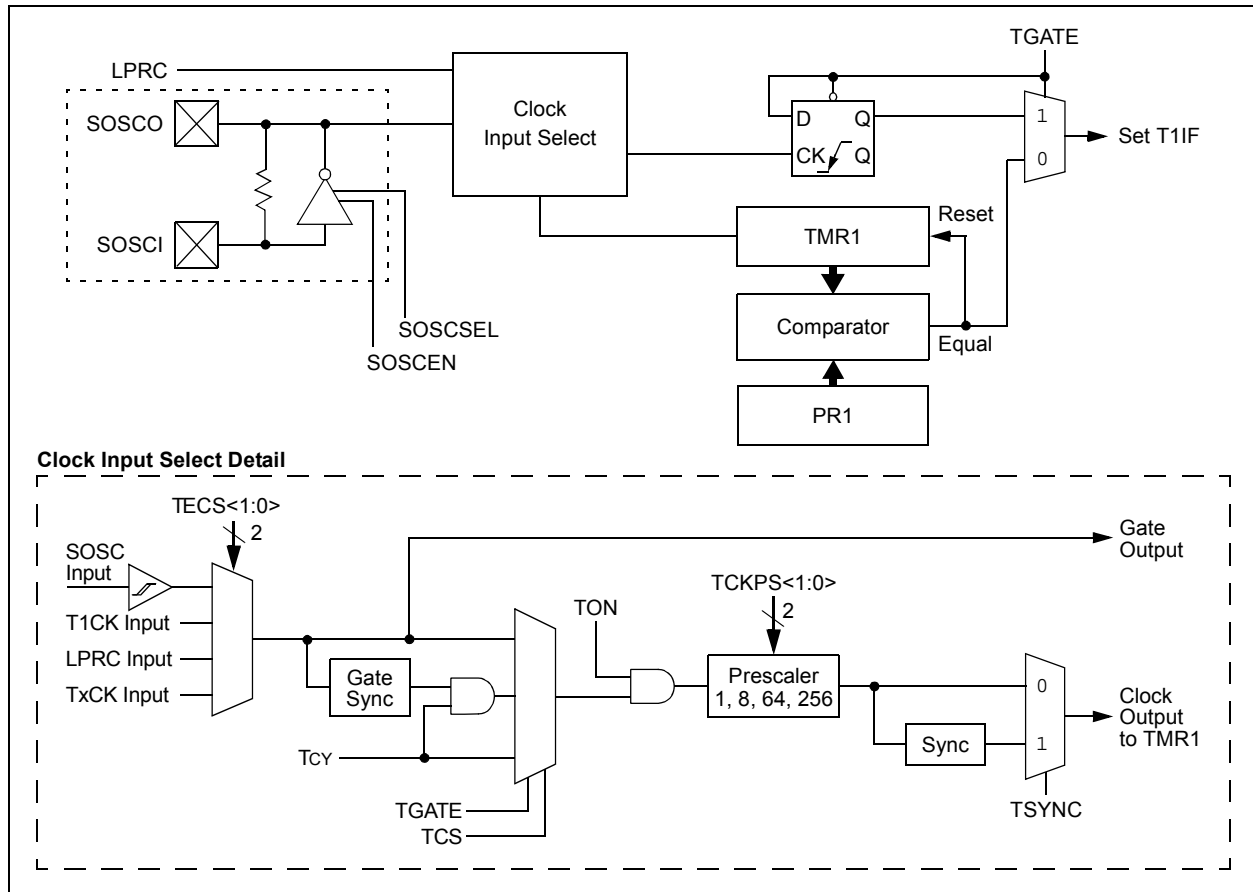 TGATE
LPRC
Clock
Input Select
SOSCO
D Q
CK Q
1
0
Set T1IF
SOSCI
Reset
TMR1
SOSCSEL
SOSCEN
Comparator
Equal
PR1
Clock Input Select Detail
TECS<1:0>
2
SOSC
Input
T1CK Input
LPRC Input
TxCK Input
Gate
Output
Gate
Sync
TCY
TGATE
TCS
TON
TCKPS<1:0>
2
Prescaler
1, 8, 64, 256
Sync
0
1
Clock
Output
to TMR1
TSYNC